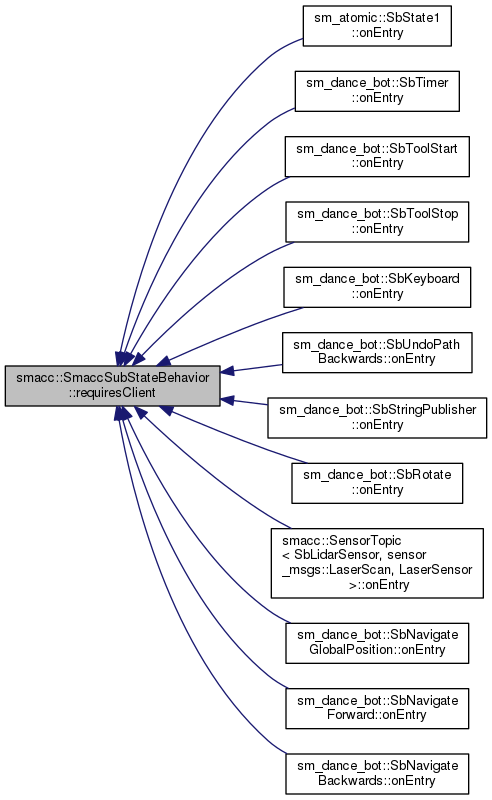 sm_atomic::SbState1
::onEntry
sm_dance_bot::SbTimer
::onEntry
sm_dance_bot::SbToolStart
::onEntry
sm_dance_bot::SbToolStop
::onEntry
sm_dance_bot::SbKeyboard
::onEntry
sm_dance_bot::SbUndoPath
Backwards::onEntry
smacc::SmaccSubStateBehavior
::requiresClient
sm_dance_bot::SbStringPublisher
::onEntry
sm_dance_bot::SbRotate
::onEntry
smacc::SensorTopic
< SbLidarSensor, sensor
_msgs::LaserScan, LaserSensor
>::onEntry
sm_dance_bot::SbNavigate
GlobalPosition::onEntry
sm_dance_bot::SbNavigate
Forward::onEntry
sm_dance_bot::SbNavigate
Backwards::onEntry